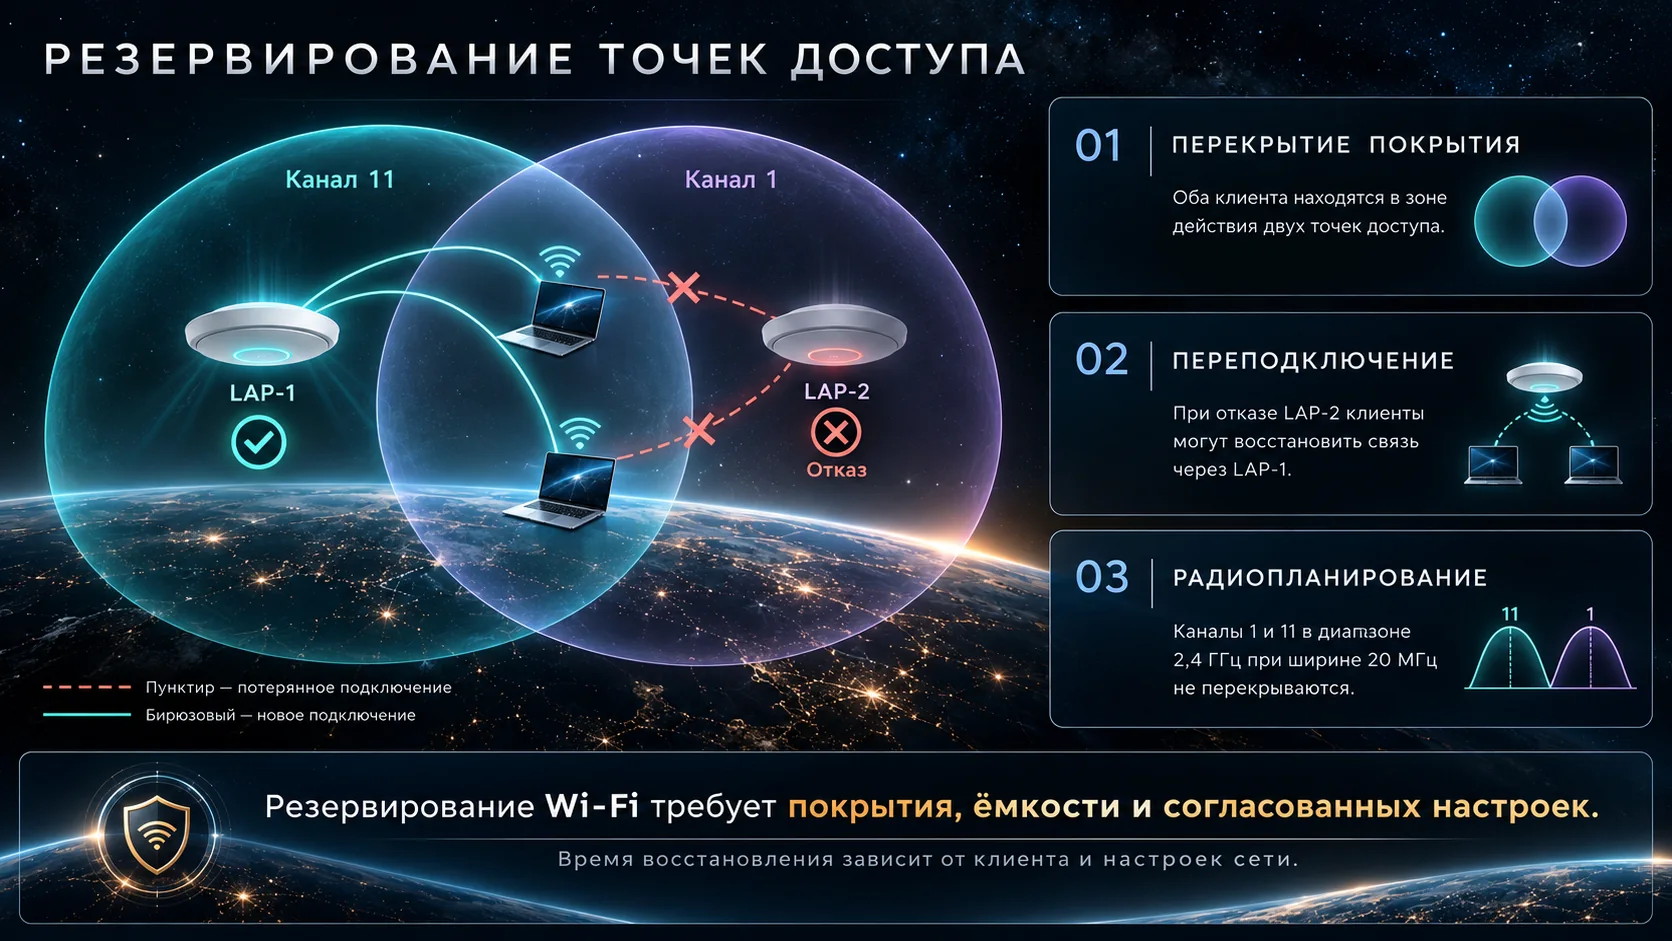 РЕЗЕРВИРОВАНИЕ ТОЧЕК ДОСТУПА
Канал 11
Канал 1
LAP-1
LAP-2
Отказ
Пунктир — потерянное подключение
Бирюзовый — новое подключение
01
ПЕРЕКРЫТИЕ ПОКРЫТИЯ
Оба клиента находятся в зоне
действия двух точек доступа.
02
ПЕРЕПОДКЛЮЧЕНИЕ
При отказе LAP-2 клиенты
могут восстановить связь
через LAP-1.
03
РАДИОПЛАНИРОВАНИЕ
Каналы 1 и 11 в диапазоне
2,4 ГГц при ширине 20 МГц
не перекрываются.
11
1
Резервирование Wi-Fi требует покрытия, ёмкости и согласованных настроек.
Время восстановления зависит от клиента и настроек сети.